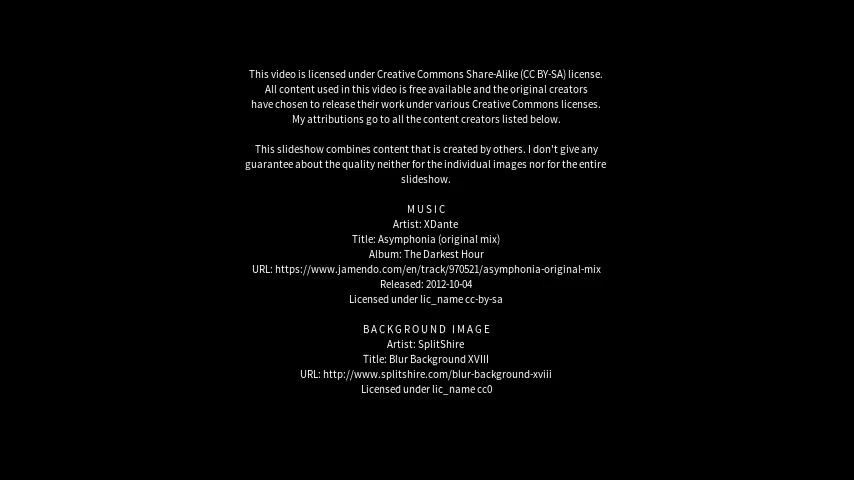 This video is licensed under Creative Commons Share-Alike (CC BY-SA) license.
All content used in this video is free available and the original creators
have chosen to release their work under various Creative Commons licenses.
My attributions go to all the content creators listed below.
This slideshow combines content that is created by others. I don't give any
guarantee about the quality neither for the individual images nor for the entire
slideshow.
MUSIC
Artist: XDante
Title: Asymphonia (original mix)
Album: The Darkest Hour
URL: https://www.jamendo.com/en/track/970521/asymphonia-original-mix
Released: 2012-10-04
Licensed under lic_name cc-by-sa
BACKGROUND IMAGE
Artist: SplitShire
Title: Blur Background XVIII
URL: http://www.splitshire.com/blur-background-xviii
Licensed under lic_name cc0